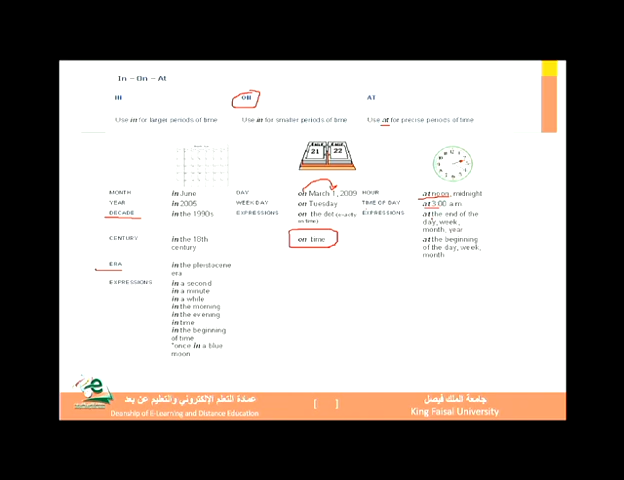 In – On – At
IN ON AT
Use in for larger periods of time
Use on for smaller periods of time
Use at for precise periods of time
21 22
MONTH in June
YEAR in 2005
DECADE in the 1990s
CENTURY in the 18th
century
ERA in the pleistocene
era
EXPRESSIONS in a second
in a minute
in a while
in the morning
in the evening
in time
in the beginning
of time
"once in a blue
moon
DAY on March 1, 2009
WEEKDAY on Tuesday
EXPRESSIONS on the dot (exactly
on time)
on time
HOUR at noon, midnight
TIME OF DAY at 3:00 a.m
EXPRESSIONS at the end of the
day, week,
month, year
at the beginning
of the day, week,
month
عمادة التعلم الإلكتروني والتعليم عن بعد
Deanship of E-Learning and Distance Education
[ ]
جامعة الملك فيصل
King Faisal University